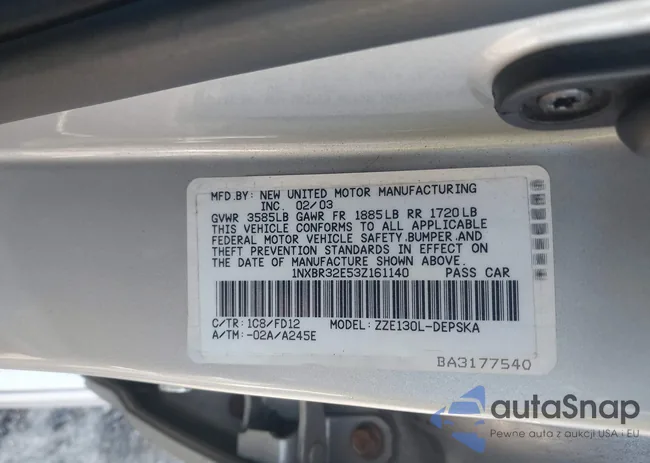 MFD.BY: NEW UNITED MOTOR MANUFACTURING
INC. 02/03
GVWR 3585LB GAWR FR 1885LB RR 1720LB
THIS VEHICLE CONFORMS TO ALL APPLICABLE
FEDERAL MOTOR VEHICLE SAFETY,BUMPER,AND
THEFT PREVENTION STANDARDS IN EFFECT ON
THE DATE OF MANUFACTURE SHOWN ABOVE.
1NXBR32E53Z161140 PASS CAR
C/TR: 1C8/FD12 MODEL: ZZE130L-DEPSKA
A/TM: -02A/A245E
BA3177540
autaSnap
Pewne auta z aukcji USA i EU